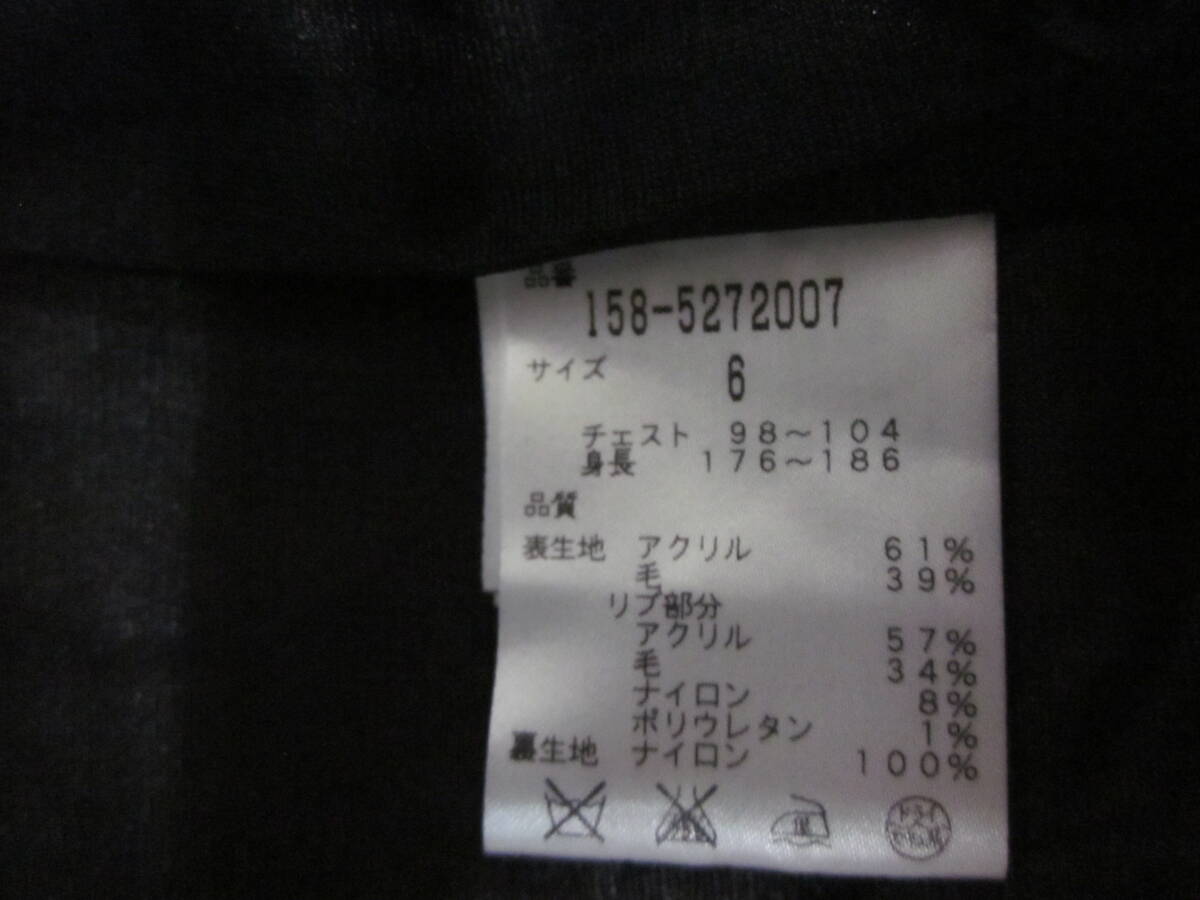 品番
158-5272007
サイズ 6
チェスト 98～104
身長 176～186
品質
表生地 アクリル 61%
毛 39%
リブ部分
アクリル 57%
毛 34%
ナイロン 8%
ポリウレタン 1%
裏生地 ナイロン 100%
ドライ